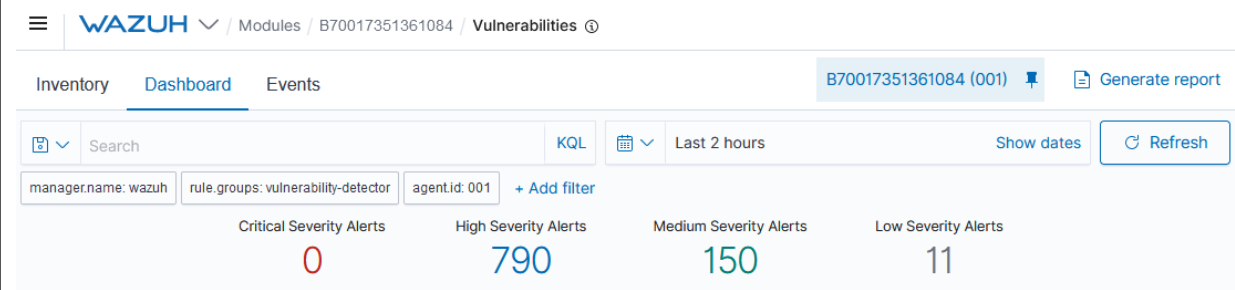 WAZUH / Modules / B70017351361084 / Vulnerabilities
Inventory Dashboard Events B70017351361084 (001) Generate report
Search KQL Last 2 hours Show dates Refresh
manager.name: wazuh rule.groups: vulnerability-detector agent.id: 001 + Add filter
Critical Severity Alerts High Severity Alerts Medium Severity Alerts Low Severity Alerts
0 790 150 11